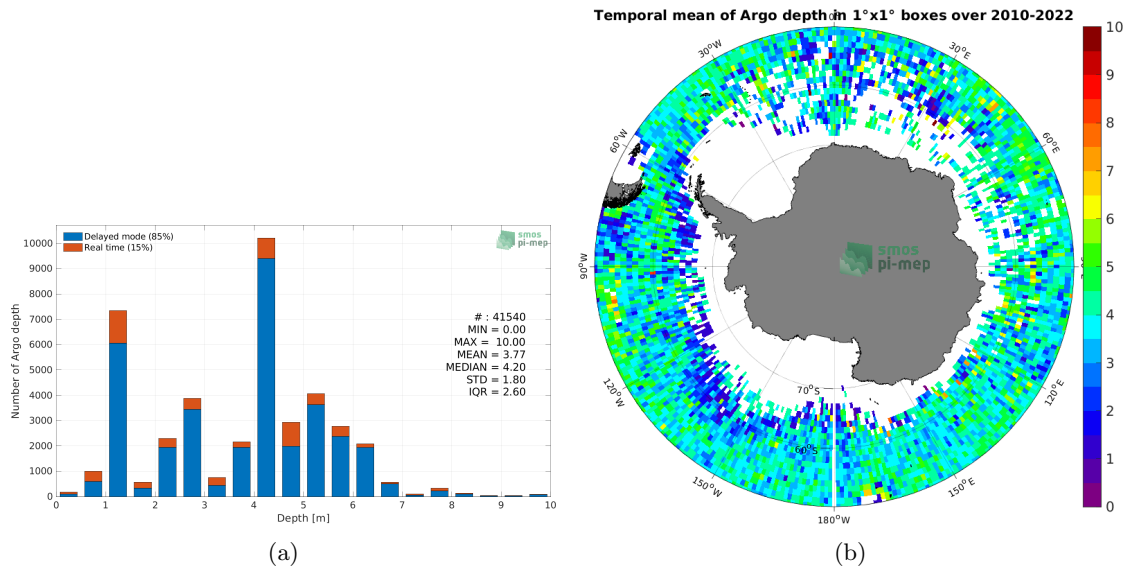 Delayed mode (85%)
Real time (15%)
smos
pi-mep
10000
9000
8000
7000
6000
5000
4000
3000
2000
1000
0
Number of Argo depth
# : 41540
MIN = 0.00
MAX = 10.00
MEAN = 3.77
MEDIAN = 4.20
STD = 1.80
IQR = 2.60
0 1 2 3 4 5 6 7 8 9 10
Depth [m]
(a)
Temporal mean of Argo depth in 1°x1° boxes over 2010-2022
30°W
30°E
60°W
60°E
90°W
120°W
120°E
150°W
150°E
180°W
70°S
60°S
smos
pi-mep
10
9
8
7
6
5
4
3
2
1
0
(b)